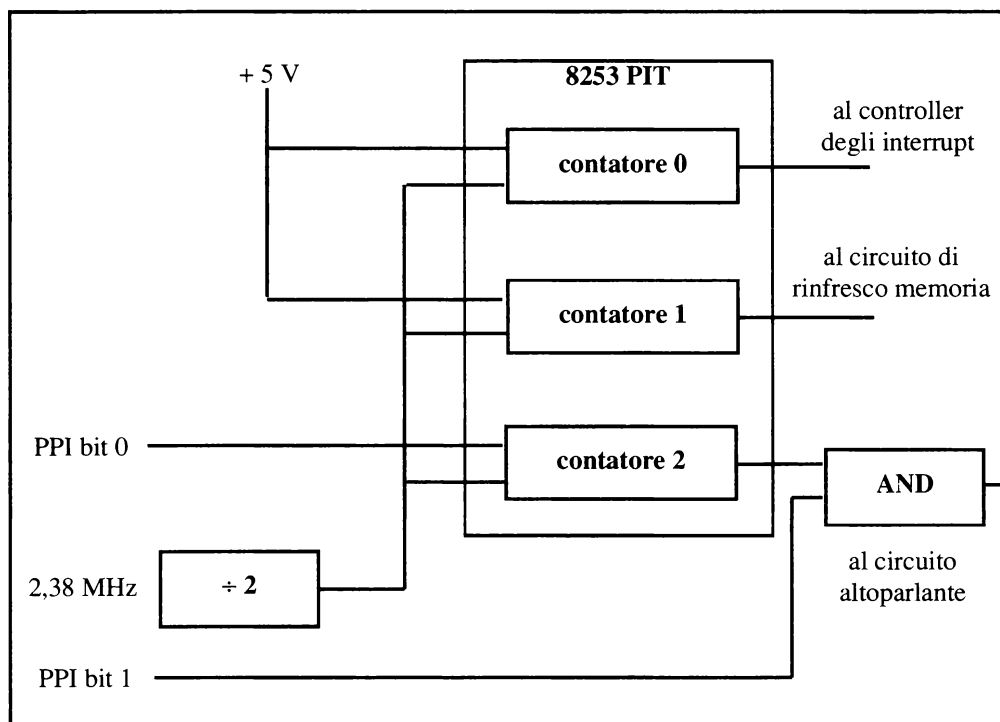 + 5 V
8253 PIT
al controller
degli interrupt
contatore 0
al circuito di
rinfresco memoria
contatore 1
PPI bit 0
contatore 2
AND
2,38 MHz
÷ 2
al circuito
altoparlante
PPI bit 1